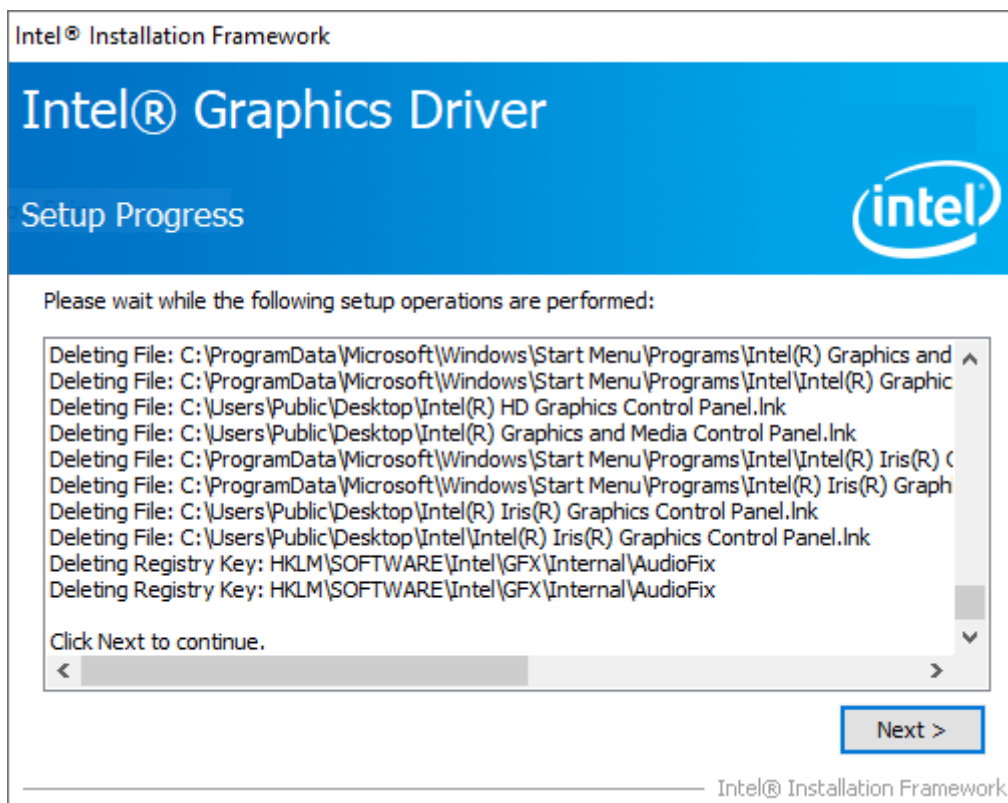 Intel® Installation Framework
Intel® Graphics Driver
Setup Progress
intel
Please wait while the following setup operations are performed:
Deleting File: C:\ProgramData\Microsoft\Windows\Start Menu\Programs\Intel(R) Graphics and
Deleting File: C:\ProgramData\Microsoft\Windows\Start Menu\Programs\Intel\Intel(R) Graphic
Deleting File: C:\Users\Public\Desktop\Intel(R) HD Graphics Control Panel.lnk
Deleting File: C:\Users\Public\Desktop\Intel(R) Graphics and Media Control Panel.lnk
Deleting File: C:\ProgramData\Microsoft\Windows\Start Menu\Programs\Intel\Intel(R) Iris(R) G
Deleting File: C:\ProgramData\Microsoft\Windows\Start Menu\Programs\Intel(R) Iris(R) Graphi
Deleting File: C:\Users\Public\Desktop\Intel(R) Iris(R) Graphics Control Panel.lnk
Deleting File: C:\Users\Public\Desktop\Intel\Intel(R) Iris(R) Graphics Control Panel.lnk
Deleting Registry Key: HKLM\SOFTWARE\Intel\GFX\Internal\AudioFix
Deleting Registry Key: HKLM\SOFTWARE\Intel\GFX\Internal\AudioFix
Click Next to continue.
Next >
Intel® Installation Framework